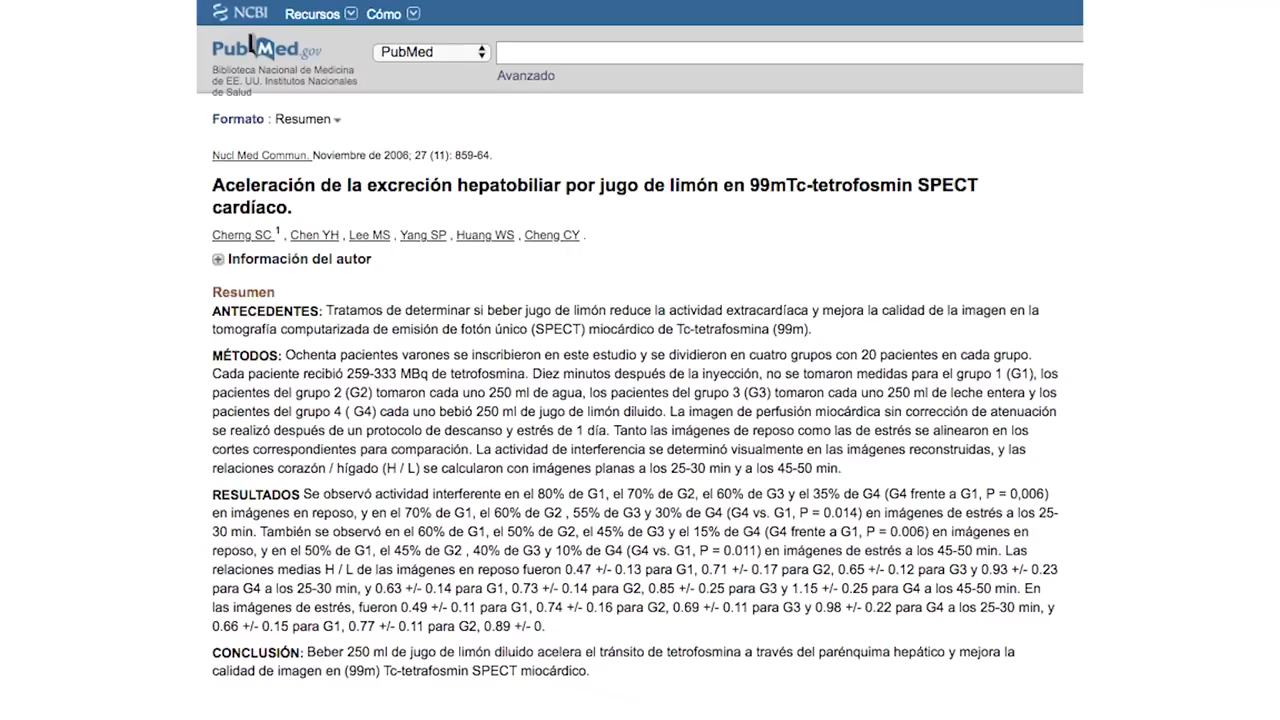 NCBI Recursos Cómo
PubMed.gov
PubMed
Biblioteca Nacional de Medicina
de EE. UU. Institutos Nacionales
de Salud
Avanzado
Formato : Resumen
Nucl Med Commun. Noviembre de 2006; 27 (11): 859-64.
Aceleración de la excreción hepatobiliar por jugo de limón en 99mTc-tetrofosmin SPECT
cardíaco.
Cherng SC 1 , Chen YH , Lee MS , Yang SP , Huang WS , Cheng CY .
Información del autor
Resumen
ANTECEDENTES: Tratamos de determinar si beber jugo de limón reduce la actividad extracardíaca y mejora la calidad de la imagen en la
tomografía computarizada de emisión de fotón único (SPECT) miocárdico de Tc-tetrafosmina (99m).
MÉTODOS: Ochenta pacientes varones se inscribieron en este estudio y se dividieron en cuatro grupos con 20 pacientes en cada grupo.
Cada paciente recibió 259-333 MBq de tetrofosmina. Diez minutos después de la inyección, no se tomaron medidas para el grupo 1 (G1), los
pacientes del grupo 2 (G2) tomaron cada uno 250 ml de agua, los pacientes del grupo 3 (G3) tomaron cada uno 250 ml de leche entera y los
pacientes del grupo 4 ( G4) cada uno bebió 250 ml de jugo de limón diluido. La imagen de perfusión miocárdica sin corrección de atenuación
se realizó después de un protocolo de descanso y estrés de 1 día. Tanto las imágenes de reposo como las de estrés se alinearon en los
cortes correspondientes para comparación. La actividad de interferencia se determinó visualmente en las imágenes reconstruidas, y las
relaciones corazón / hígado (H / L) se calcularon con imágenes planas a los 25-30 min y a los 45-50 min.
RESULTADOS Se observó actividad interferente en el 80% de G1, el 70% de G2, el 60% de G3 y el 35% de G4 (G4 frente a G1, P = 0,006)
en imágenes en reposo, y en el 70% de G1, el 60% de G2 , 55% de G3 y 30% de G4 (G4 vs. G1, P = 0.014) en imágenes de estrés a los 25-
30 min. También se observó en el 60% de G1, el 50% de G2, el 45% de G3 y el 15% de G4 (G4 frente a G1, P = 0.006) en imágenes en
reposo, y en el 50% de G1, el 45% de G2 , 40% de G3 y 10% de G4 (G4 vs. G1, P = 0.011) en imágenes de estrés a los 45-50 min. Las
relaciones medias H / L de las imágenes en reposo fueron 0.47 +/- 0.13 para G1, 0.71 +/- 0.17 para G2, 0.65 +/- 0.12 para G3 y 0.93 +/- 0.23
para G4 a los 25-30 min, y 0.63 +/- 0.14 para G1, 0.73 +/- 0.14 para G2, 0.85 +/- 0.25 para G3 y 1.15 +/- 0.25 para G4 a los 45-50 min. En
las imágenes de estrés, fueron 0.49 +/- 0.11 para G1, 0.74 +/- 0.16 para G2, 0.69 +/- 0.11 para G3 y 0.98 +/- 0.22 para G4 a los 25-30 min, y
0.66 +/- 0.15 para G1, 0.77 +/- 0.11 para G2, 0.89 +/- 0.
CONCLUSIÓN: Beber 250 ml de jugo de limón diluido acelera el tránsito de tetrofosmina a través del parénquima hepático y mejora la
calidad de imagen en (99m) Tc-tetrafosmin SPECT miocárdico.